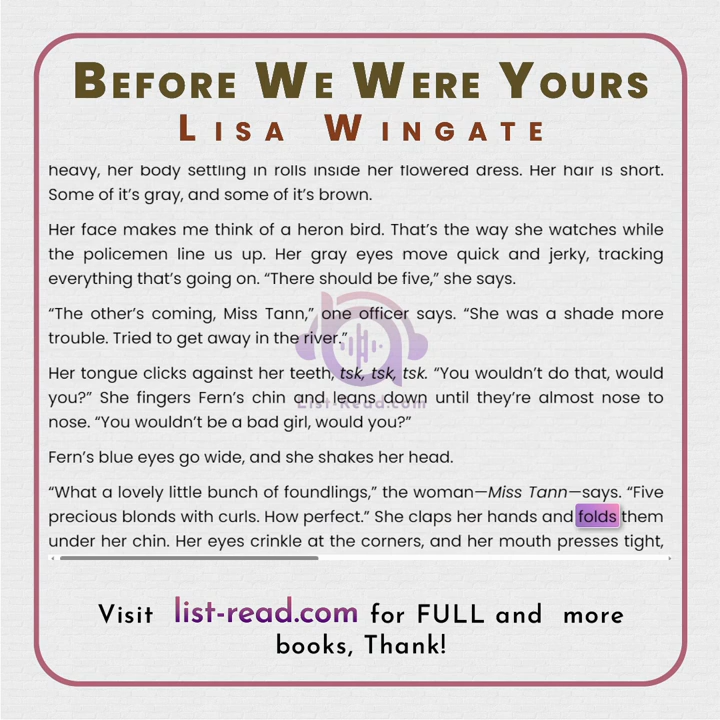 BEFORE WE WERE YOURS
LISA WINGATE
heavy, her body settling in rolls inside her flowered dress. Her hair is short.
Some of it’s gray, and some of it’s brown.
Her face makes me think of a heron bird. That’s the way she watches while
the policemen line us up. Her gray eyes move quick and jerky, tracking
everything that’s going on. “There should be five,” she says.
“The other’s coming, Miss Tann,” one officer says. “She was a shade more
trouble. Tried to get away in the river.”
Her tongue clicks against her teeth, tsk, tsk, tsk. “You wouldn’t do that, would
you?” She fingers Fern’s chin and leans down until they’re almost nose to
List-Read.com
nose. “You wouldn’t be a bad girl, would you?”
Fern’s blue eyes go wide, and she shakes her head.
“What a lovely little bunch of foundlings,” the woman—Miss Tann—says. “Five
precious blonds with curls. How perfect.” She claps her hands and folds them
under her chin. Her eyes crinkle at the corners, and her mouth presses tight,
Visit list-read.com for FULL and more
books, Thank!